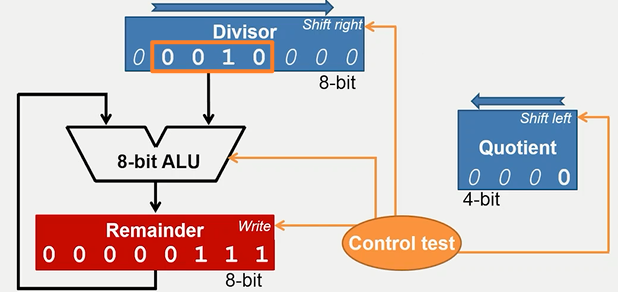 Divisor
Shift right
0 0 0 1 0 0 0 0
8-bit
Shift left
Quotient
0 0 0 0
4-bit
8-bit ALU
Remainder
Write
0 0 0 0 0 1 1 1
8-bit
Control test